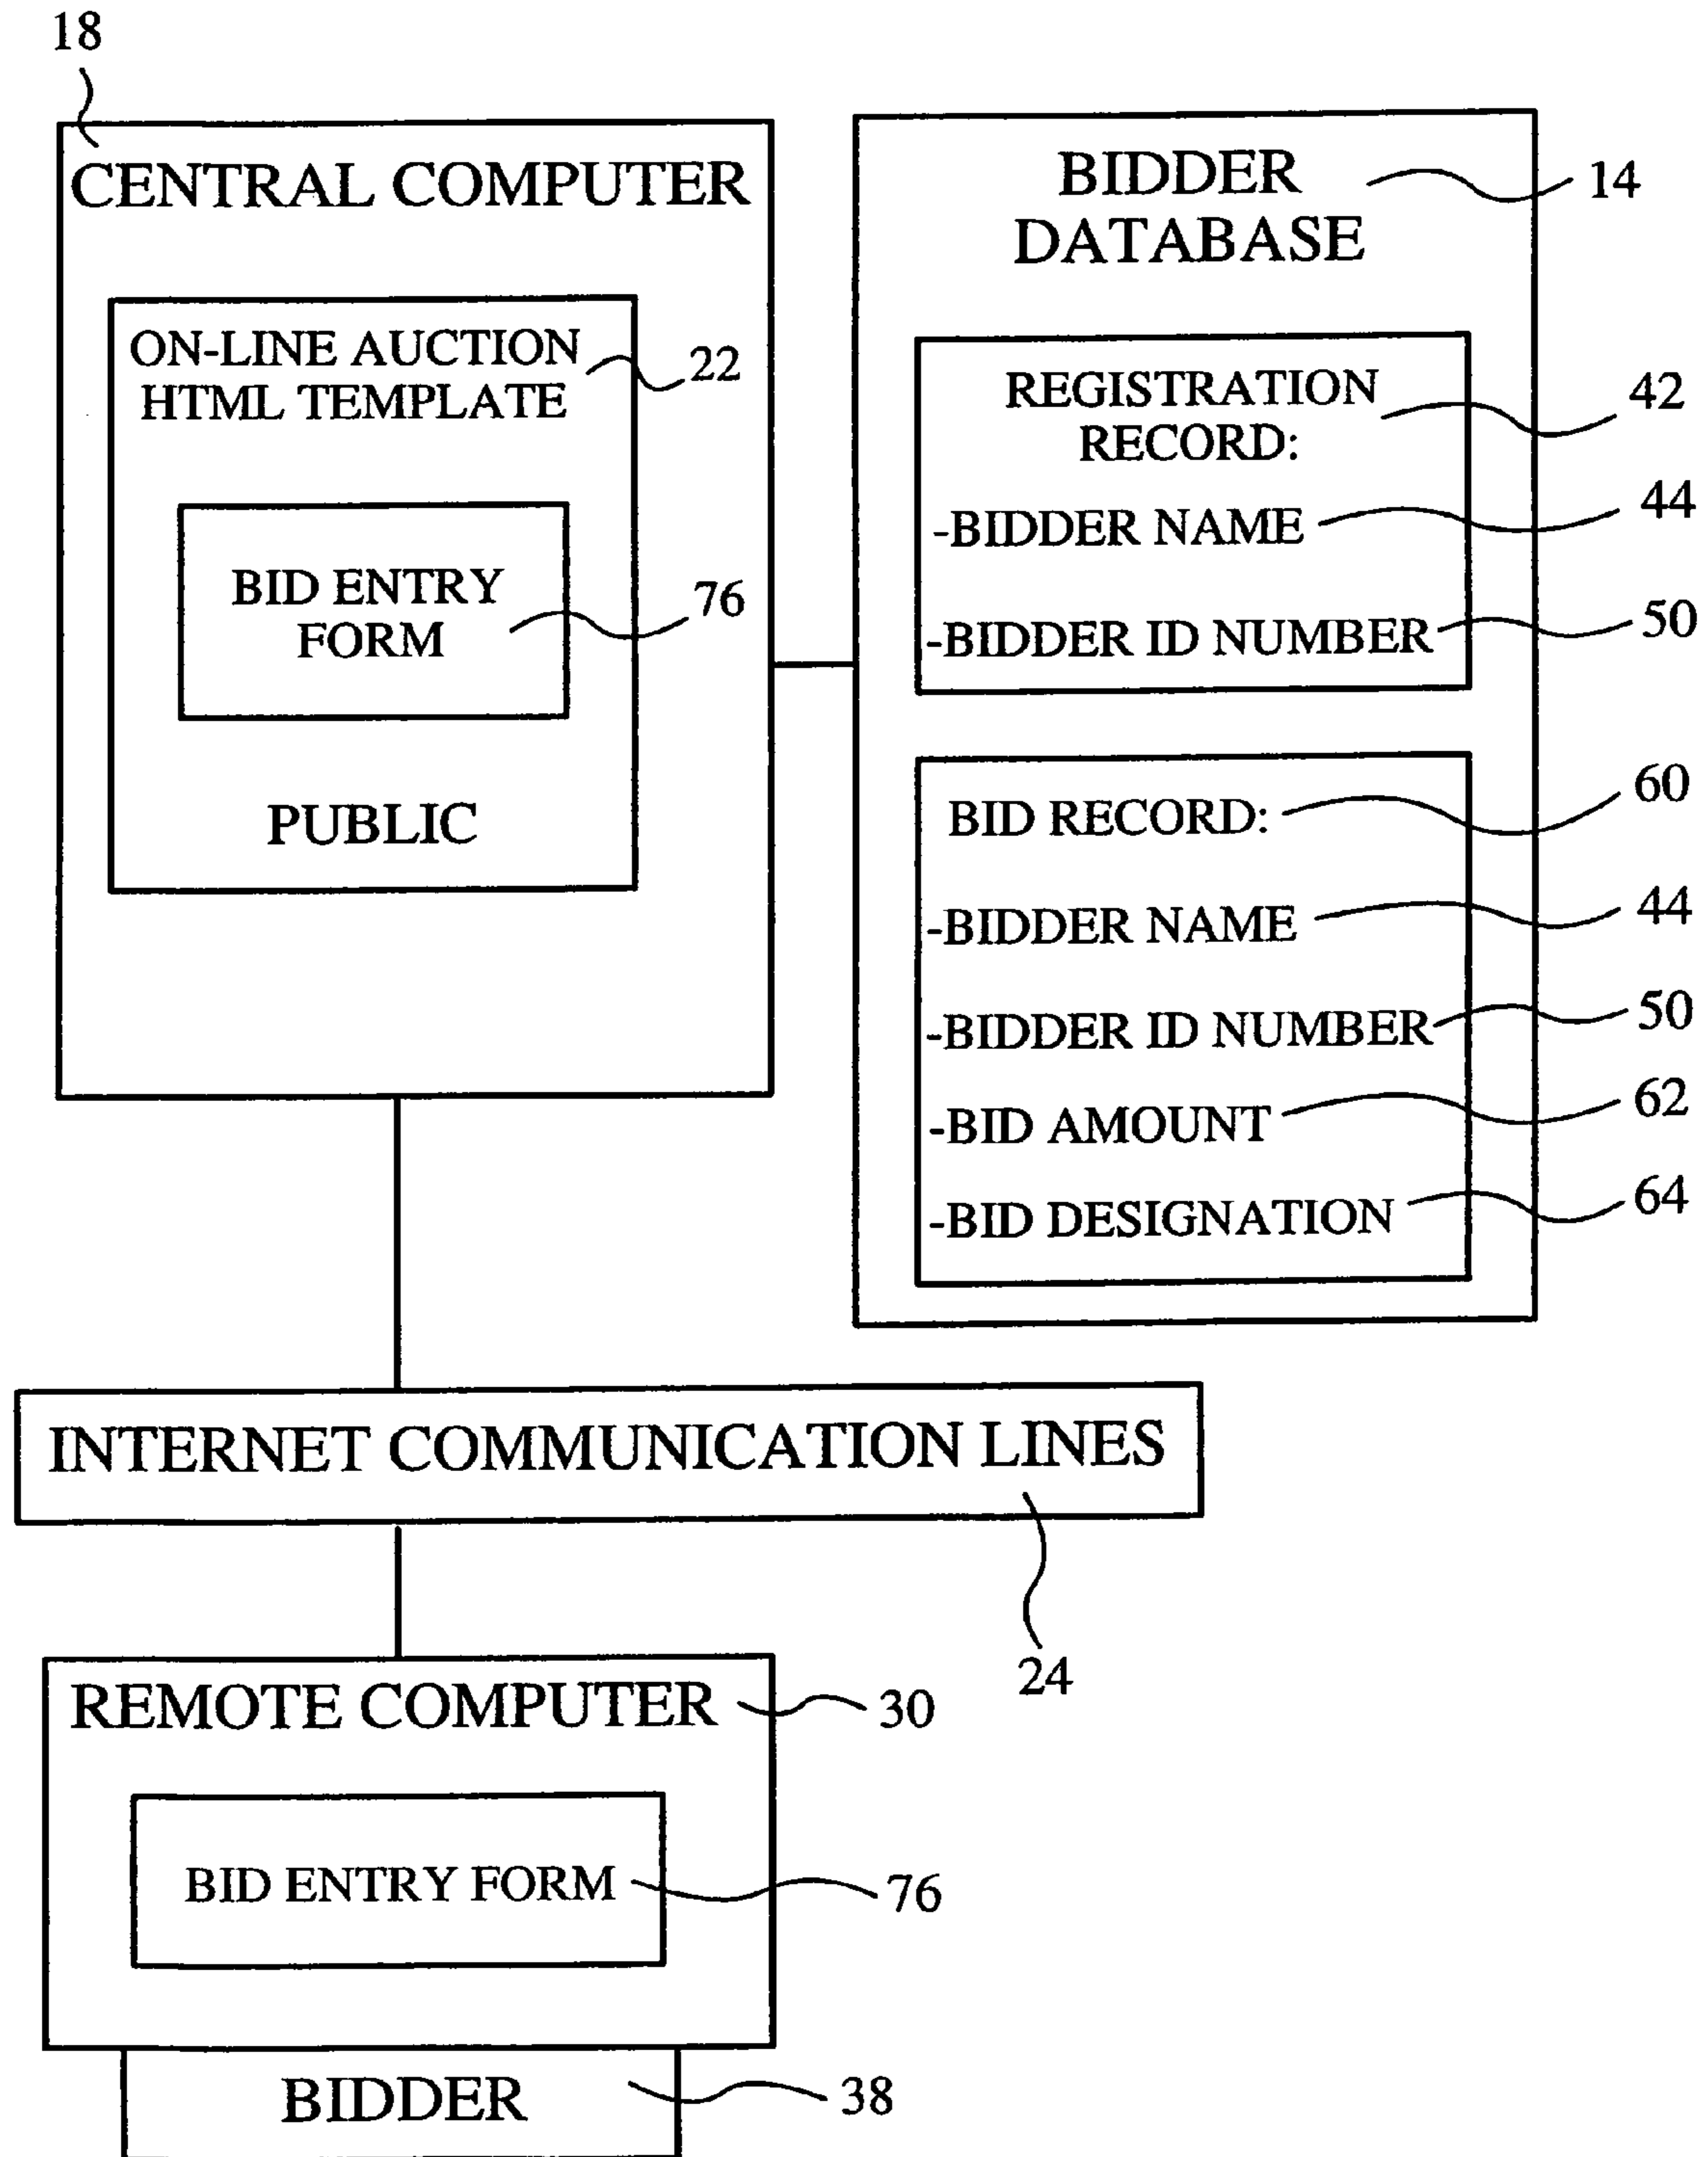 18
CENTRAL COMPUTER
ON-LINE AUCTION
HTML TEMPLATE
22
BID ENTRY
FORM
76
PUBLIC
BIDDER
DATABASE
14
REGISTRATION
RECORD:
42
-BIDDER NAME
44
-BIDDER ID NUMBER
50
BID RECORD:
60
-BIDDER NAME
44
-BIDDER ID NUMBER
50
-BID AMOUNT
62
-BID DESIGNATION
64
INTERNET COMMUNICATION LINES
24
REMOTE COMPUTER
30
BID ENTRY FORM
76
BIDDER
38